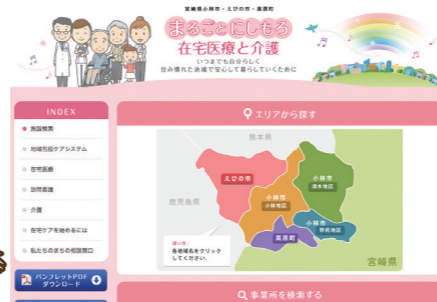 宮崎県小林市・えびの市・高原町
まるごとにしもろ
在宅医療と介護
いつまでも自分らしく
住み慣れた地域で安心して暮らしていくために
INDEX
施設検索
地域包括ケアシステム
在宅医療
訪問看護
介護
在宅ケアを始めるには
私たちのまちの相談窓口
パンフレットPDF
ダウンロード
エリアから探す
熊本県
えびの市
鹿児島県
小林市
小林地区
小林市
須木地区
小林市
野尻地区
高原町
使い方:
各地域名をクリック
してください。
宮崎県
事業所を検索する